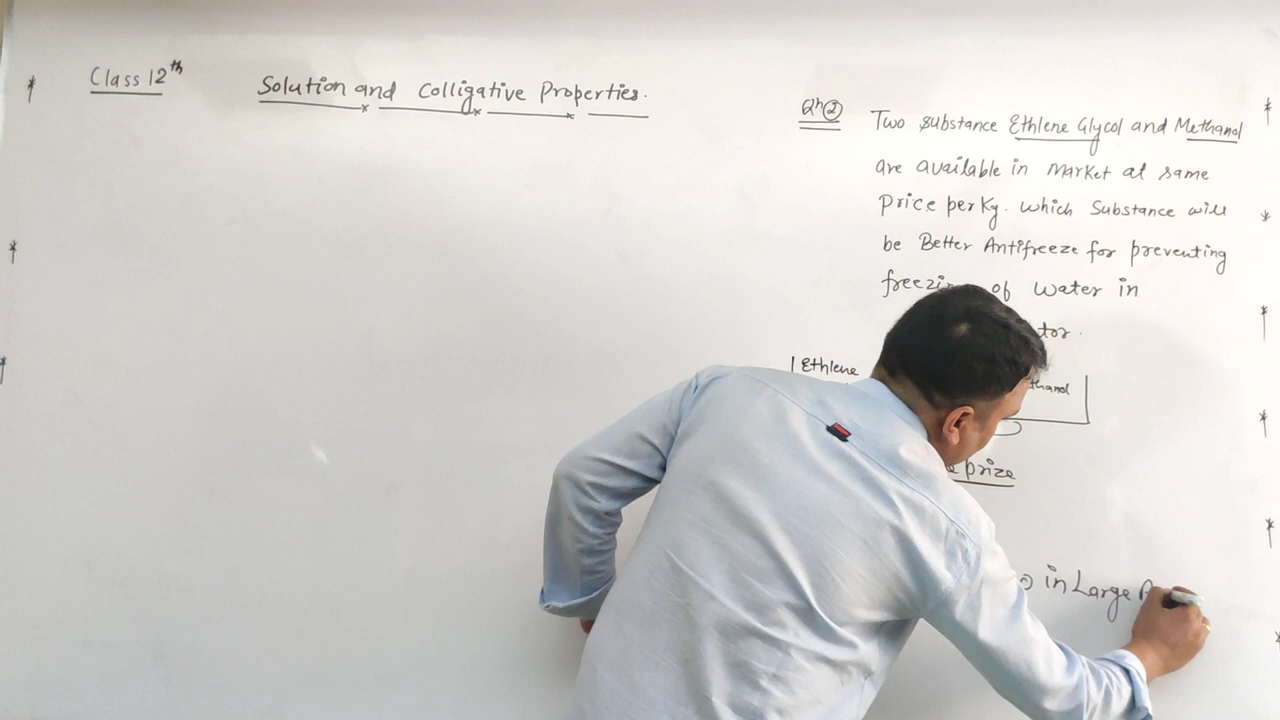 Class 12th
Solution and Colligative Properties.
Qn②
Two substance Ethlene Glycol and Methanol
are available in Market at same
Price per Kg. which Substance will
be Better Antifreeze for preventing
of Water in
Ethlene
prize
in Large